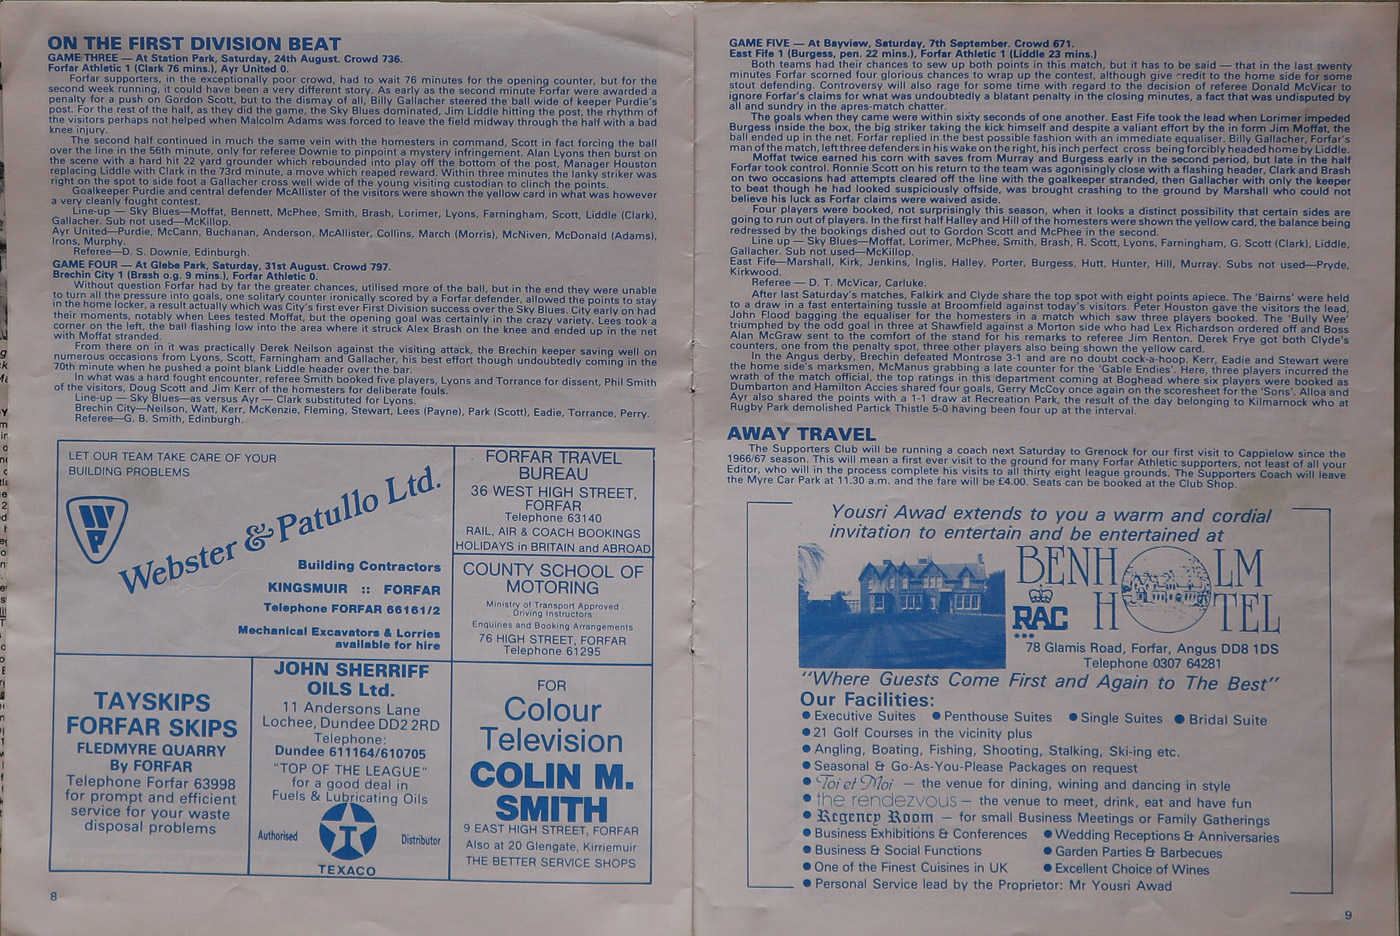 ON THE FIRST DIVISION BEAT
GAME THREE — At Station Park, Saturday, 24th August. Crowd 736.
Forfar Athletic 1 (Clark 76 mins.), Ayr United 0.
Forfar supporters, in the exceptionally poor crowd, had to wait 76 minutes for the opening counter, but for the
second week running, it could have been a very different story. As early as the second minute Forfar were awarded a
penalty for a push on Gordon Scott, but to the dismay of all, Billy Gallacher steered the ball wide of keeper Purdie's
post. For the rest of the half, as they did the game, the Sky Blues dominated, Jim Liddle hitting the post, the rhythm of
the visitors perhaps not helped when Malcolm Adams was forced to leave the field midway through the half with a bad
knee injury.
The second half continued in much the same vein with the homesters in command, Scott in fact forcing the ball
over the line in the 56th minute, only for referee Downie to pinpoint a mystery infringement. Alan Lyons then burst on
the scene with a hard hit 22 yard grounder which rebounded into play off the bottom of the post, Manager Houston
replacing Liddle with Clark in the 73rd minute, a move which reaped reward. Within three minutes the lanky striker was
right on the spot side foot a Gallacher cross well wide of the young visiting custodian to clinch the points.
Goalkeeper Purdie and central defender McAllister of the visitors were shown the yellow card in what was however
a very cleanly fought contest.
Line-up — Sky Blues—Moffat, Bennett, McPhee, Smith, Brash, Lorimer, Lyons, Farningham, Scott, Liddle (Clark),
Gallacher. Sub not used—McKillop.
Ayr United—Purdie, McCann, Buchanan, Anderson, McAllister, Collins, March (Morris), McNiven, McDonald (Adams),
Irons, Murphy.
Referee—D. S. Downie, Edinburgh.
GAME FOUR — At Glebe Park, Saturday, 31st August. Crowd 797.
Brechin City 1 (Brash o.g. 9 mins.), Forfar Athletic 0.
Without question Forfar had by far the greater chances, utilised more of the ball, but in the end they were unable
to turn all the pressure into goals, one solitary counter ironically scored by a Forfar defender, allowed the points to stay
in the home locker, a result actually which was City's first ever First Division success over the Sky Blues. City early on had
their moments, notably when Lees tested Moffat, but the opening goal was certainly in the crazy variety. Lees took a
corner on the left, the ball flashing low into the area where it struck Alex Brash on the knee and ended up in the net
with Moffat stranded.
From there on in it was practically Derek Neilson against the visiting attack, the Brechin keeper saving well on
numerous occasions from Lyons, Scott, Farningham and Gallacher, his best effort though undoubtedly coming in the
70th minute when he pushed a point blank Liddle header over the bar.
In what was a hard fought encounter, referee Smith booked five players, Lyons and Torrance for dissent, Phil Smith
of the visitors, Doug Scott and Jim Kerr of the homesters for deliberate fouls.
Line-up — Sky Blues—as versus Ayr — Clark substituted for Lyons.
Brechin City—Neilson, Watt, Kerr, McKenzie, Fleming, Stewart, Lees (Payne), Park (Scott), Eadie, Torrance, Perry.
Referee—G. B. Smith, Edinburgh.
LET OUR TEAM TAKE CARE OF YOUR
BUILDING PROBLEMS
WP
Webster & Patullo Ltd.
Building Contractors
KINGSMUIR :: FORFAR
Telephone FORFAR 66161/2
Mechanical Excavators & Lorries
available for hire
FORFAR TRAVEL
BUREAU
36 WEST HIGH STREET,
FORFAR
Telephone 63140
RAIL, AIR & COACH BOOKINGS
HOLIDAYS in BRITAIN and ABROAD
COUNTY SCHOOL OF
MOTORING
Ministry of Transport Approved
Driving Instructors
Enquiries and Booking Arrangements
76 HIGH STREET, FORFAR
Telephone 61295
TAYSKIPS
FORFAR SKIPS
FLEDMYRE QUARRY
By FORFAR
Telephone Forfar 63998
for prompt and efficient
service for your waste
disposal problems
JOHN SHERRIFF
OILS Ltd.
11 Andersons Lane
Lochee, Dundee DD2 2RD
Telephone:
Dundee 611164/610705
"TOP OF THE LEAGUE"
for a good deal in
Fuels & Lubricating Oils
Authorised
T
Distributor
TEXACO
FOR
Colour
Television
COLIN M.
SMITH
9 EAST HIGH STREET, FORFAR
Also at 20 Glengate, Kirriemuir
THE BETTER SERVICE SHOPS
8
GAME FIVE — At Bayview, Saturday, 7th September. Crowd 671.
East Fife 1 (Burgess, pen. 22 mins.), Forfar Athletic 1 (Liddle 23 mins.)
Both teams had their chances to sew up both points in this match, but it has to be said — that in the last twenty
minutes Forfar scorned four glorious chances to wrap up the contest, although give credit to the home side for some
stout defending. Controversy will also rage for some time with regard to the decision of referee Donald McVicar to
ignore Forfar's claims for what was undoubtedly a blatant penalty in the closing minutes, a fact that was undisputed by
all and sundry in the apres-match chatter.
The goals when they came were within sixty seconds of one another. East Fife took the lead when Lorimer impeded
Burgess inside the box, the big striker taking the kick himself and despite a valiant effort by the in form Jim Moffat, the
ball ended up in the net. Forfar replied in the best possible fashion with an immediate equaliser. Billy Gallacher, Forfar's
man of the match, left three defenders in his wake on the right, his inch perfect cross being forcibly headed home by Liddle.
Moffat twice earned his corn with saves from Murray and Burgess early in the second period, but late in the half
Forfar took control. Ronnie Scott on his return to the team was agonisingly close with a flashing header, Clark and Brash
on two occasions had attempts cleared off the line with the goalkeeper stranded, then Gallacher with only the keeper
to beat though he had looked suspiciously offside, was brought crashing to the ground by Marshall who could not
believe his luck as Forfar claims were waived aside.
Four players were booked, not surprisingly this season, when it looks a distinct possibility that certain sides are
going to run out of players. In the first half Halley and Hill of the homesters were shown the yellow card, the balance being
redressed by the bookings dished out to Gordon Scott and McPhee in the second.
Line up — Sky Blues—Moffat, Lorimer, McPhee, Smith, Brash, R. Scott, Lyons, Farningham, G. Scott (Clark), Liddle,
Gallacher. Sub not used—McKillop.
East Fife—Marshall, Kirk, Jenkins, Inglis, Halley, Porter, Burgess, Hutt, Hunter, Hill, Murray. Subs not used—Pryde,
Kirkwood.
Referee — D. T. McVicar, Carluke.
After last Saturday's matches, Falkirk and Clyde share the top spot with eight points apiece. The 'Bairns' were held
to a draw in a fast entertaining tussle at Broomfield against today's visitors. Peter Houston gave the visitors the lead,
John Flood bagging the equaliser for the homesters in a match which saw three players booked. The 'Bully Wee'
triumphed by the odd goal in three at Shawfield against a Morton side who had Lex Richardson ordered off and Boss
Alan McGraw sent to the comfort of the stand for his remarks to referee Jim Renton. Derek Frye got both Clyde's
counters, one from the penalty spot, three other players also being shown the yellow card.
In the Angus derby, Brechin defeated Montrose 3-1 and are no doubt cock-a-hoop. Kerr, Eadie and Stewart were
the home side's marksmen, McManus grabbing a late counter for the 'Gable Endies'. Here, three players incurred the
wrath of the match official, the top ratings in this department coming at Boghead where six players were booked as
Dumbarton and Hamilton Accies shared four goals, Gerry McCoy once again on the scoresheet for the 'Sons'. Alloa and
Ayr also shared the points with a 1-1 draw at Recreation Park, the result of the day belonging to Kilmarnock who at
Rugby Park demolished Partick Thistle 5-0 having been four up at the interval.
AWAY TRAVEL
The Supporters Club will be running a coach next Saturday to Grenock for our first visit to Cappielow since the
1966/67 season. This will mean a first ever visit to the ground for many Forfar Athletic supporters, not least of all your
Editor, who will in the process complete his visits to all thirty eight league grounds. The Supporters Coach will leave
the Myre Car Park at 11.30 a.m. and the fare will be £4.00. Seats can be booked at the Club Shop.
Yousri Awad extends to you a warm and cordial
invitation to entertain and be entertained at
BENHOLM
HOTEL
RAC
78 Glamis Road, Forfar, Angus DD8 1DS
Telephone 0307 64281
"Where Guests Come First and Again to The Best"
Our Facilities:
● Executive Suites ● Penthouse Suites ● Single Suites ● Bridal Suite
● 21 Golf Courses in the vicinity plus
● Angling, Boating, Fishing, Shooting, Stalking, Ski-ing etc.
● Seasonal & Go-As-You-Please Packages on request
● Toi et Moi — the venue for dining, wining and dancing in style
● the rendezvous — the venue to meet, drink, eat and have fun
● Regency Room — for small Business Meetings or Family Gatherings
● Business Exhibitions & Conferences ● Wedding Receptions & Anniversaries
● Business & Social Functions ● Garden Parties & Barbecues
● One of the Finest Cuisines in UK ● Excellent Choice of Wines
● Personal Service lead by the Proprietor: Mr Yousri Awad
9